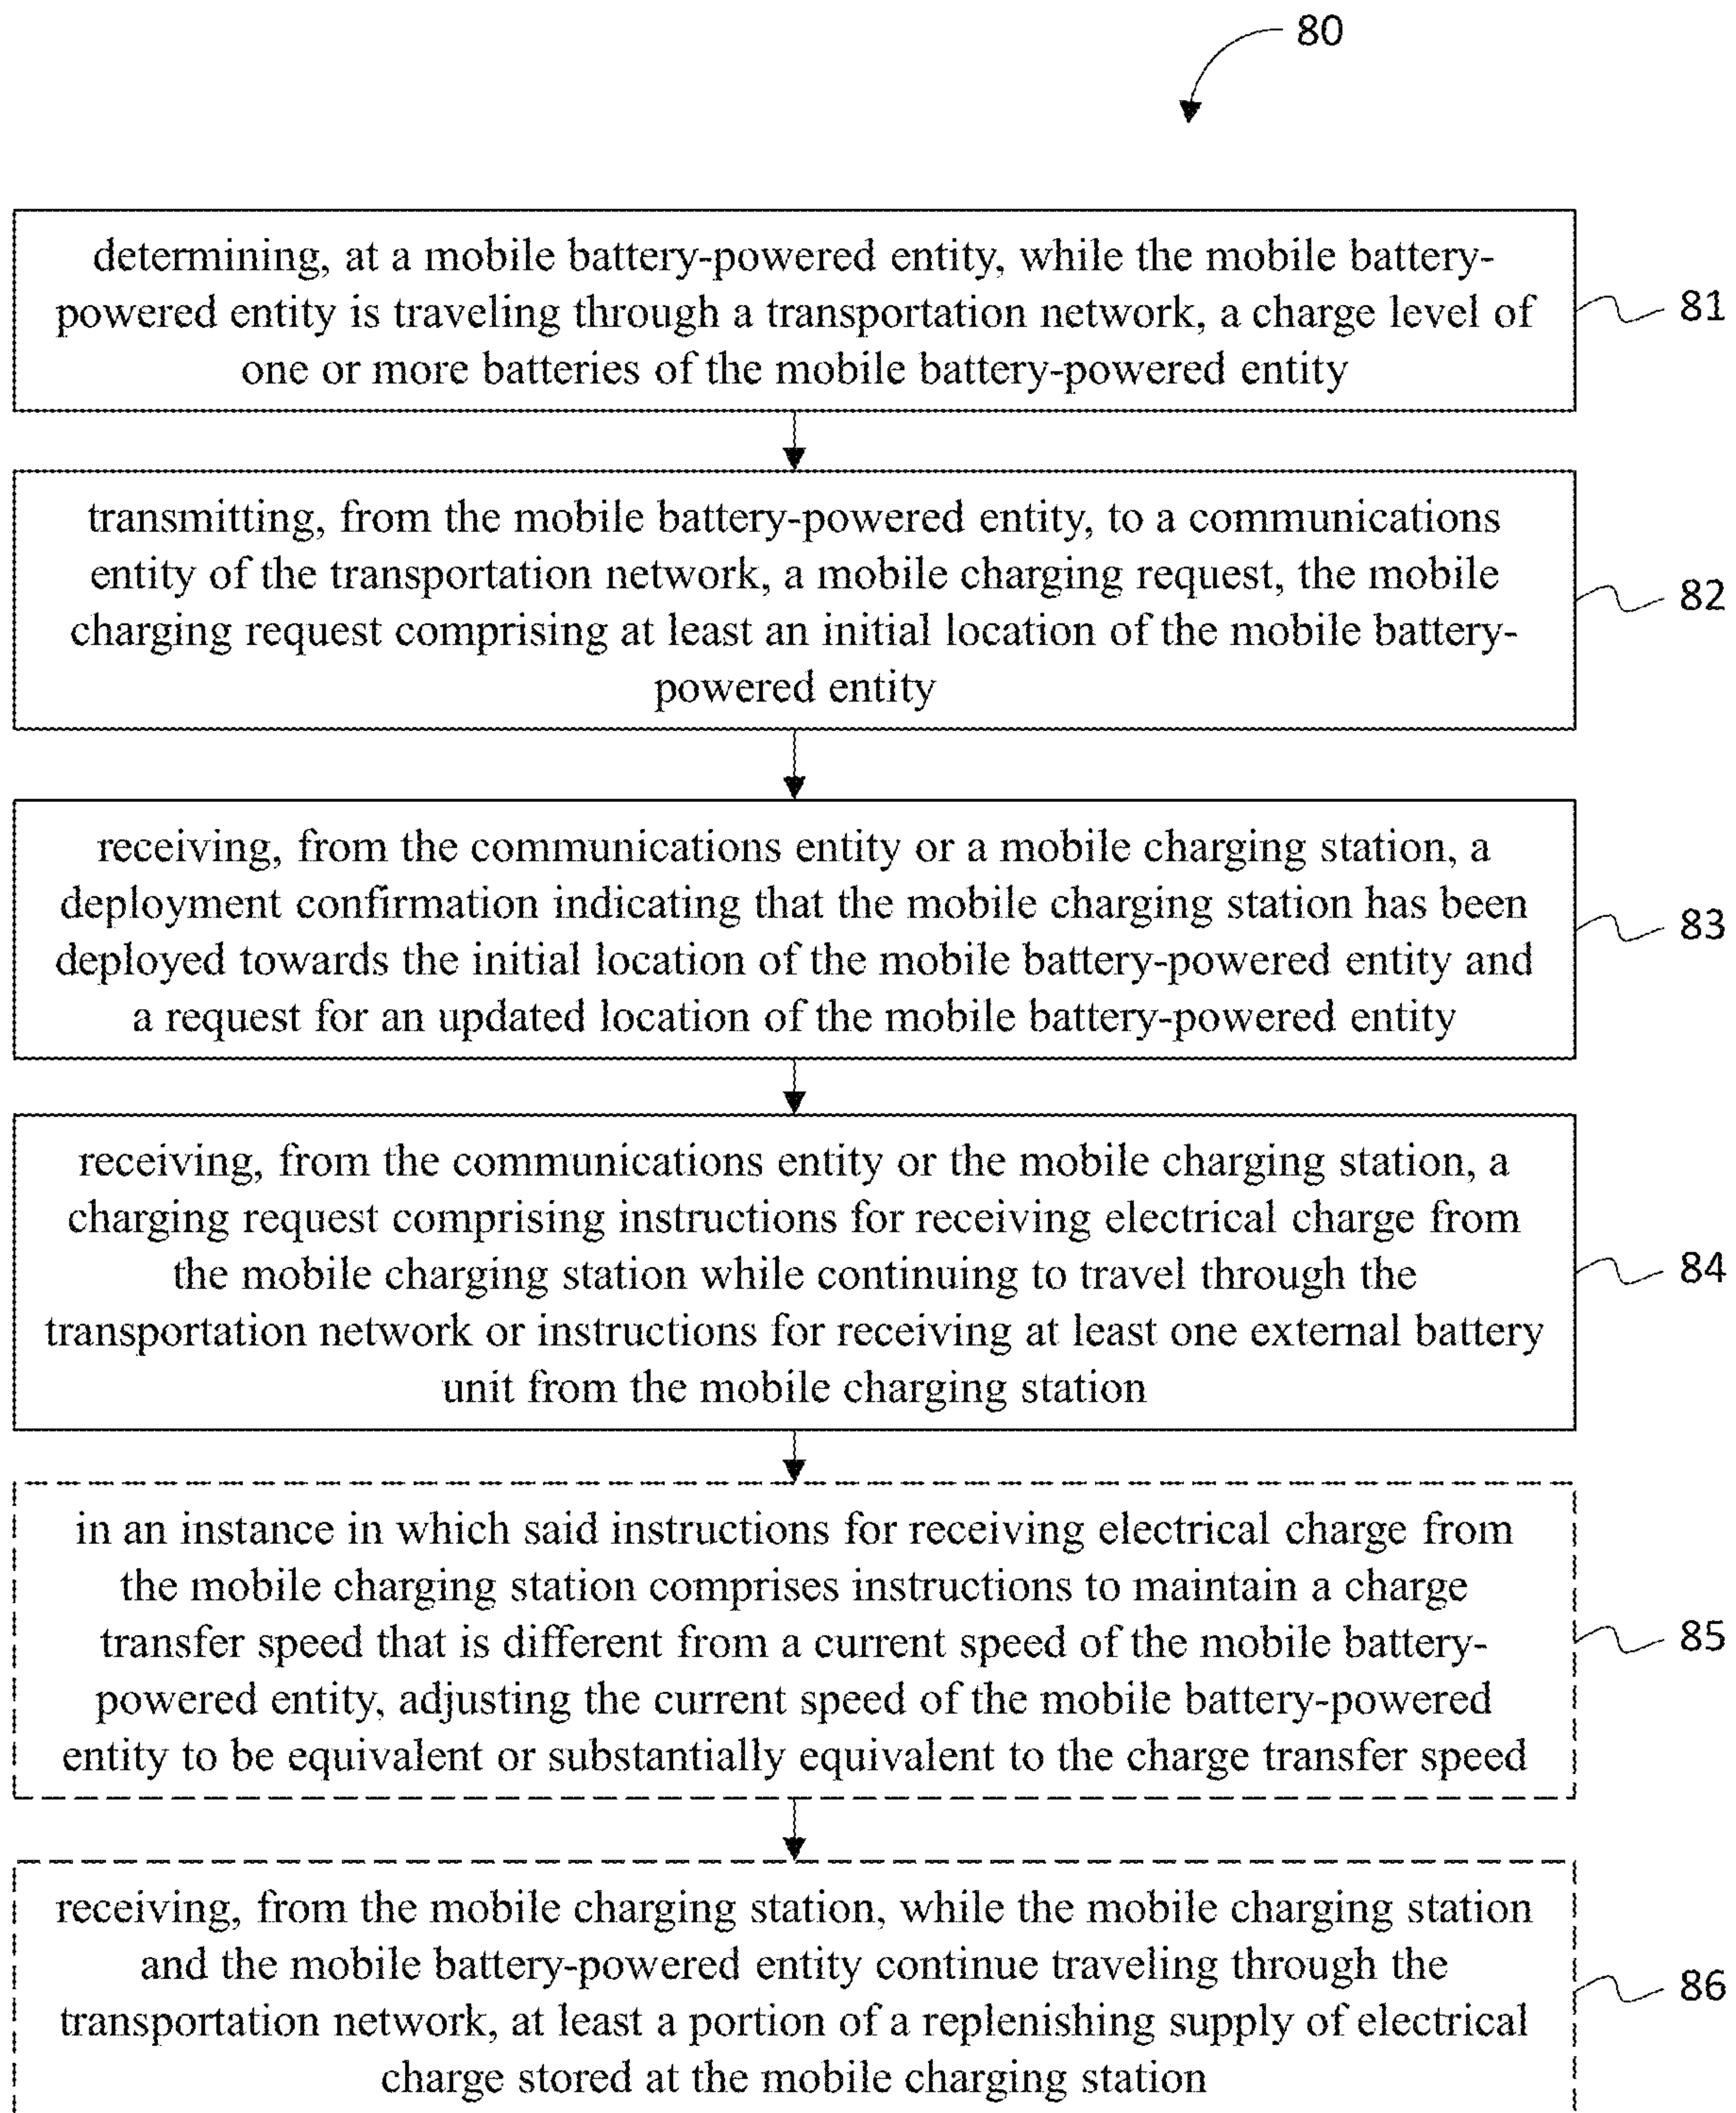 80
determining, at a mobile battery-powered entity, while the mobile battery-
powered entity is traveling through a transportation network, a charge level of
one or more batteries of the mobile battery-powered entity
81
transmitting, from the mobile battery-powered entity, to a communications
entity of the transportation network, a mobile charging request, the mobile
charging request comprising at least an initial location of the mobile battery-
powered entity
82
receiving, from the communications entity or a mobile charging station, a
deployment confirmation indicating that the mobile charging station has been
deployed towards the initial location of the mobile battery-powered entity and
a request for an updated location of the mobile battery-powered entity
83
receiving, from the communications entity or the mobile charging station, a
charging request comprising instructions for receiving electrical charge from
the mobile charging station while continuing to travel through the
transportation network or instructions for receiving at least one external battery
unit from the mobile charging station
84
in an instance in which said instructions for receiving electrical charge from
the mobile charging station comprises instructions to maintain a charge
transfer speed that is different from a current speed of the mobile battery-
powered entity, adjusting the current speed of the mobile battery-powered
entity to be equivalent or substantially equivalent to the charge transfer speed
85
receiving, from the mobile charging station, while the mobile charging station
and the mobile battery-powered entity continue traveling through the
transportation network, at least a portion of a replenishing supply of electrical
charge stored at the mobile charging station
86